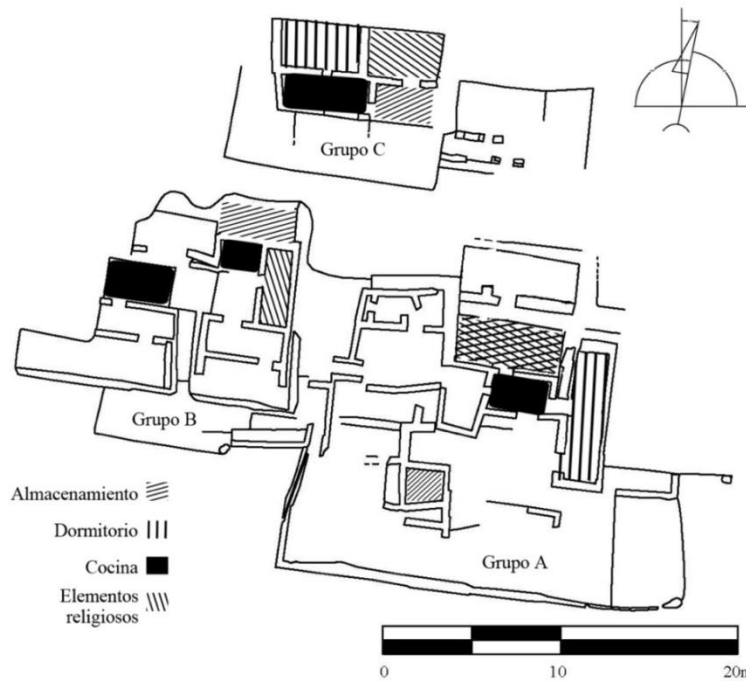 Grupo C
Grupo B
Grupo A
Almacenamiento
Dormitorio
Cocina
Elementos
religiosos
0 10 20m